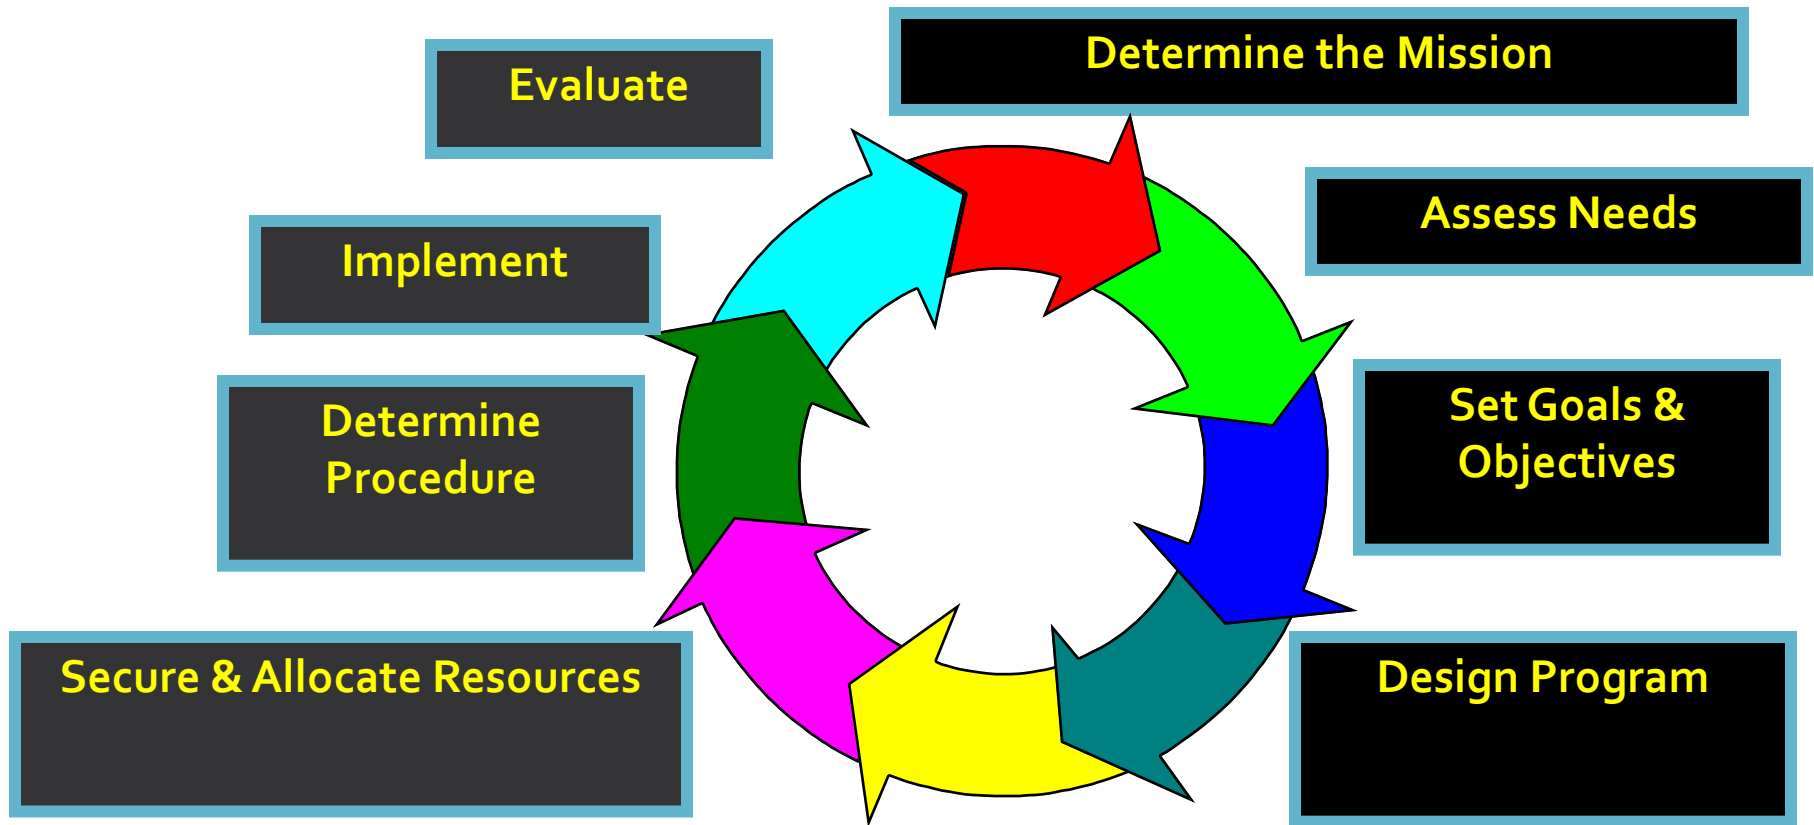 Determine the Mission
Evaluate
Assess Needs
Implement
Set Goals &
Objectives
Determine
Procedure
Design Program
Secure & Allocate Resources